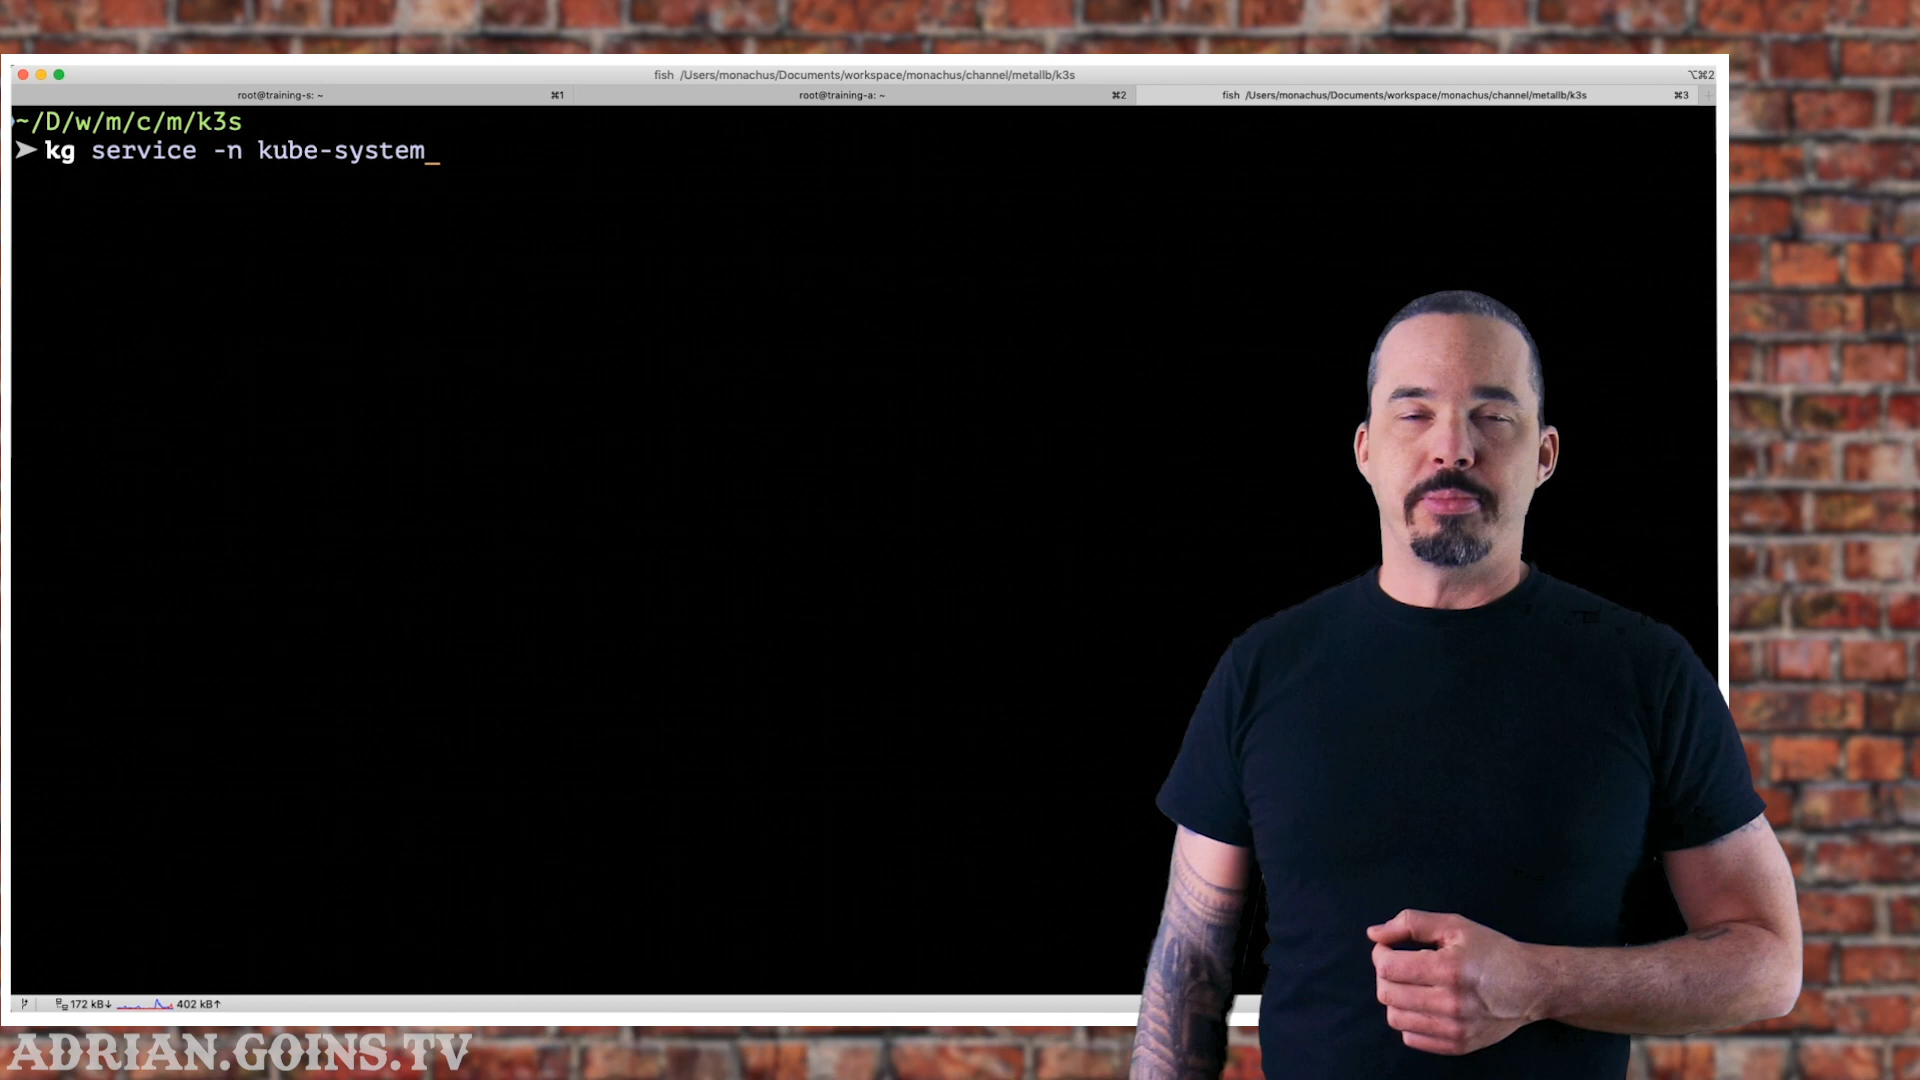 fish /Users/monachus/Documents/workspace/monachus/channel/metallb/k3s
⌥⌘2
root@training-s: ~ ⌘1
root@training-a: ~ ⌘2
fish /Users/monachus/Documents/workspace/monachus/channel/metallb/k3s ⌘3
~/D/w/m/c/m/k3s
➤ kg service -n kube-system_
172 kB↓ 402 kB↑
ADRIAN.GOINS.TV